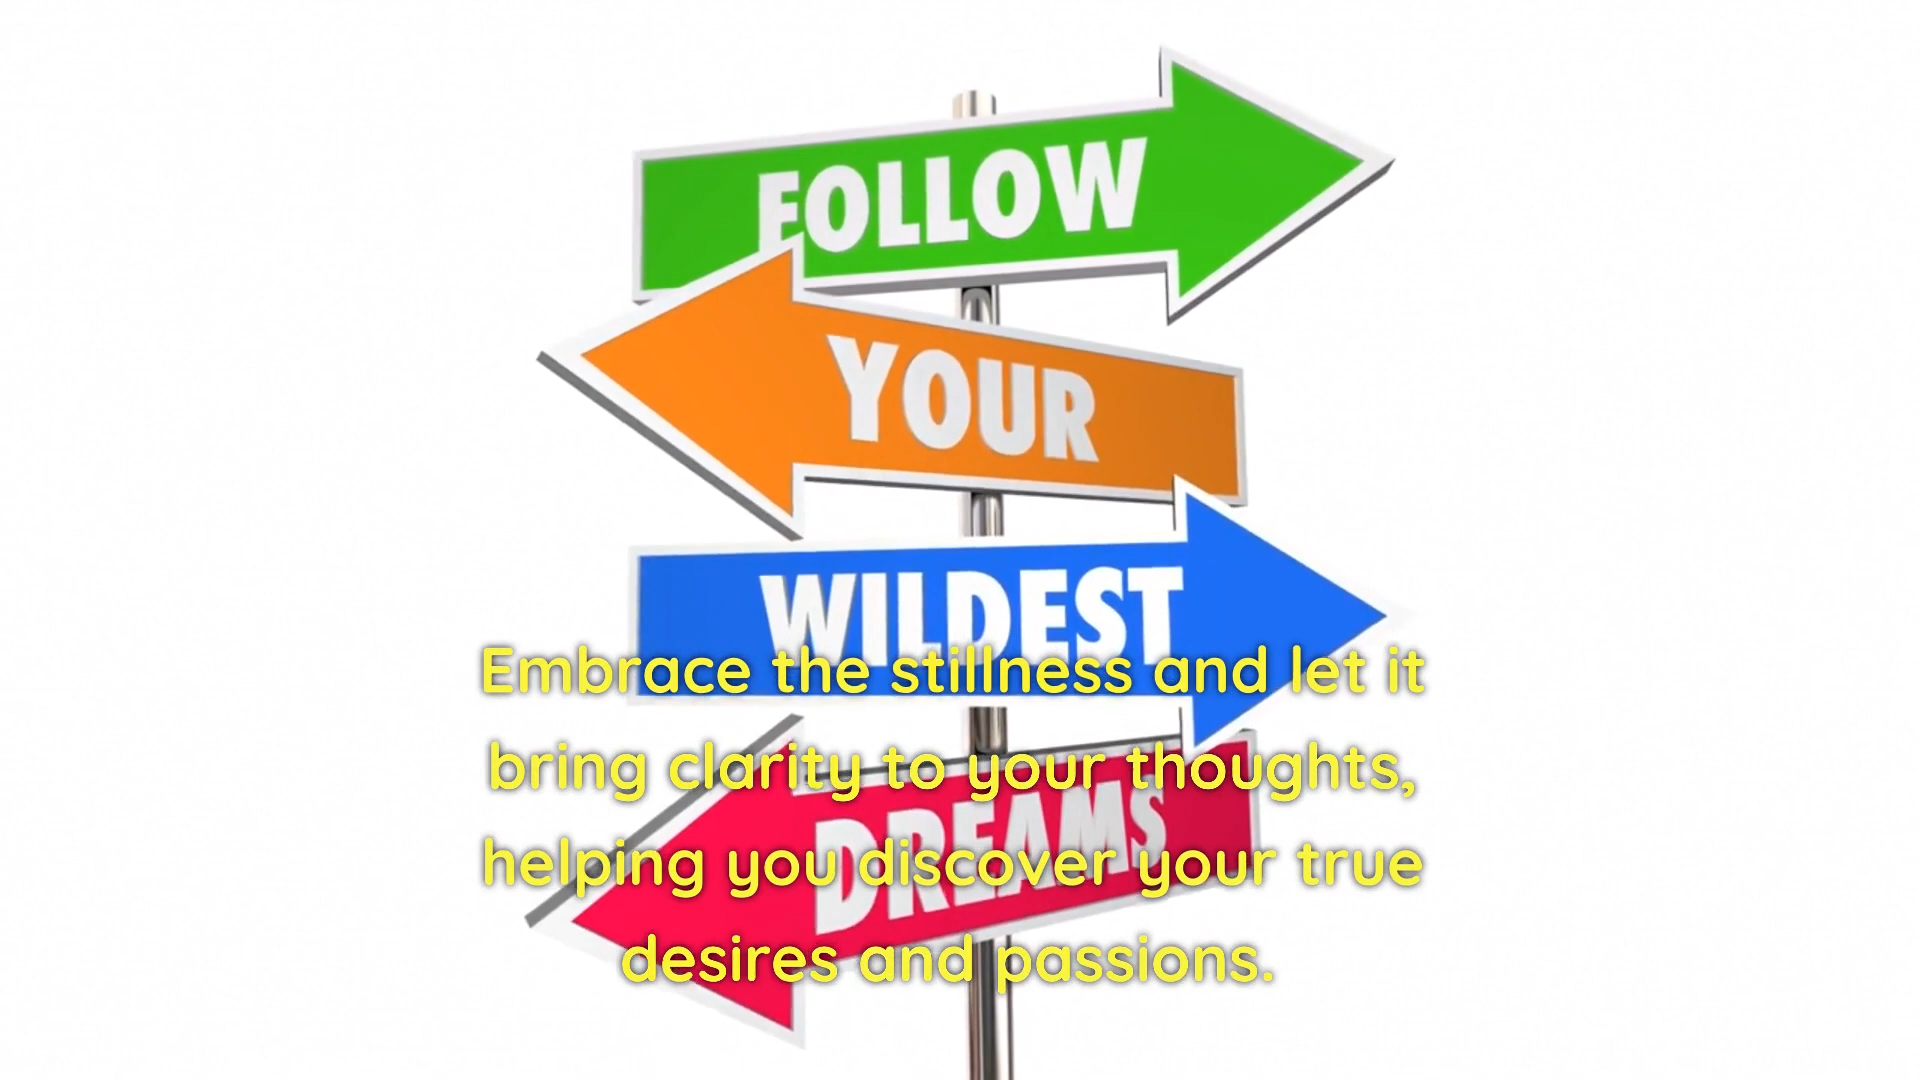 FOLLOW
YOUR
WILDEST
DREAMS
Embrace the stillness and let it
bring clarity to your thoughts,
helping you discover your true
desires and passions.